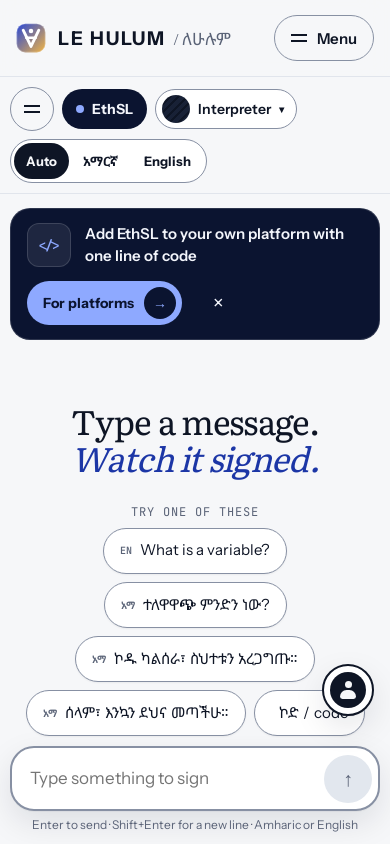 LE HULUM / ለሁሉም
Menu
EthSL
Interpreter ▾
Auto አማርኛ English
</> Add EthSL to your own platform with
one line of code
For platforms → ×
Type a message.
Watch it signed.
TRY ONE OF THESE
EN What is a variable?
አማ ተለዋዋጭ ምንድን ነው?
አማ ኮዱ ካልሰራ፣ ስህተቱን አረጋግጡ።
አማ ሰላም፣ እንኳን ደህና መጣችሁ።
ኮድ / code
Type something to sign ↑
Enter to send · Shift+Enter for a new line · Amharic or English